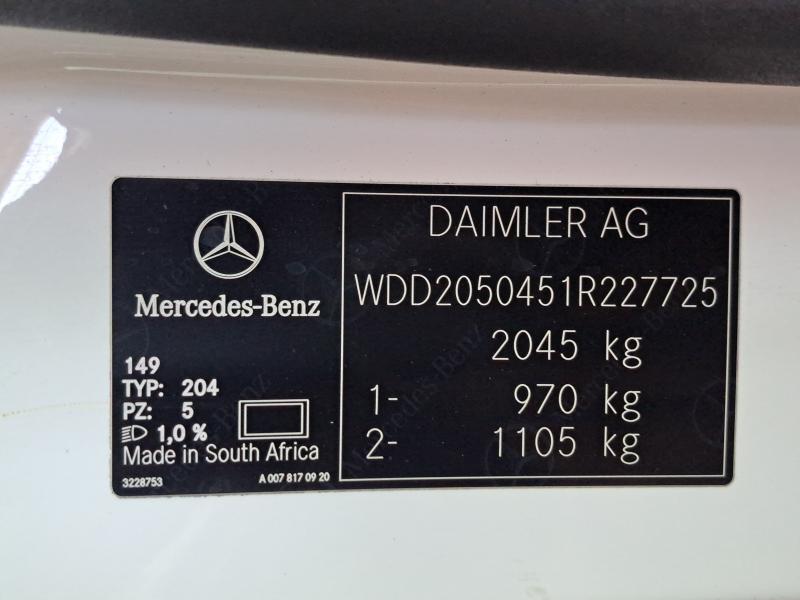 Mercedes-Benz
149
TYP: 204
PZ: 5
1,0 %
Made in South Africa
3228753 A 007 817 09 20
DAIMLER AG
WDD2050451R227725
2045 kg
1- 970 kg
2- 1105 kg